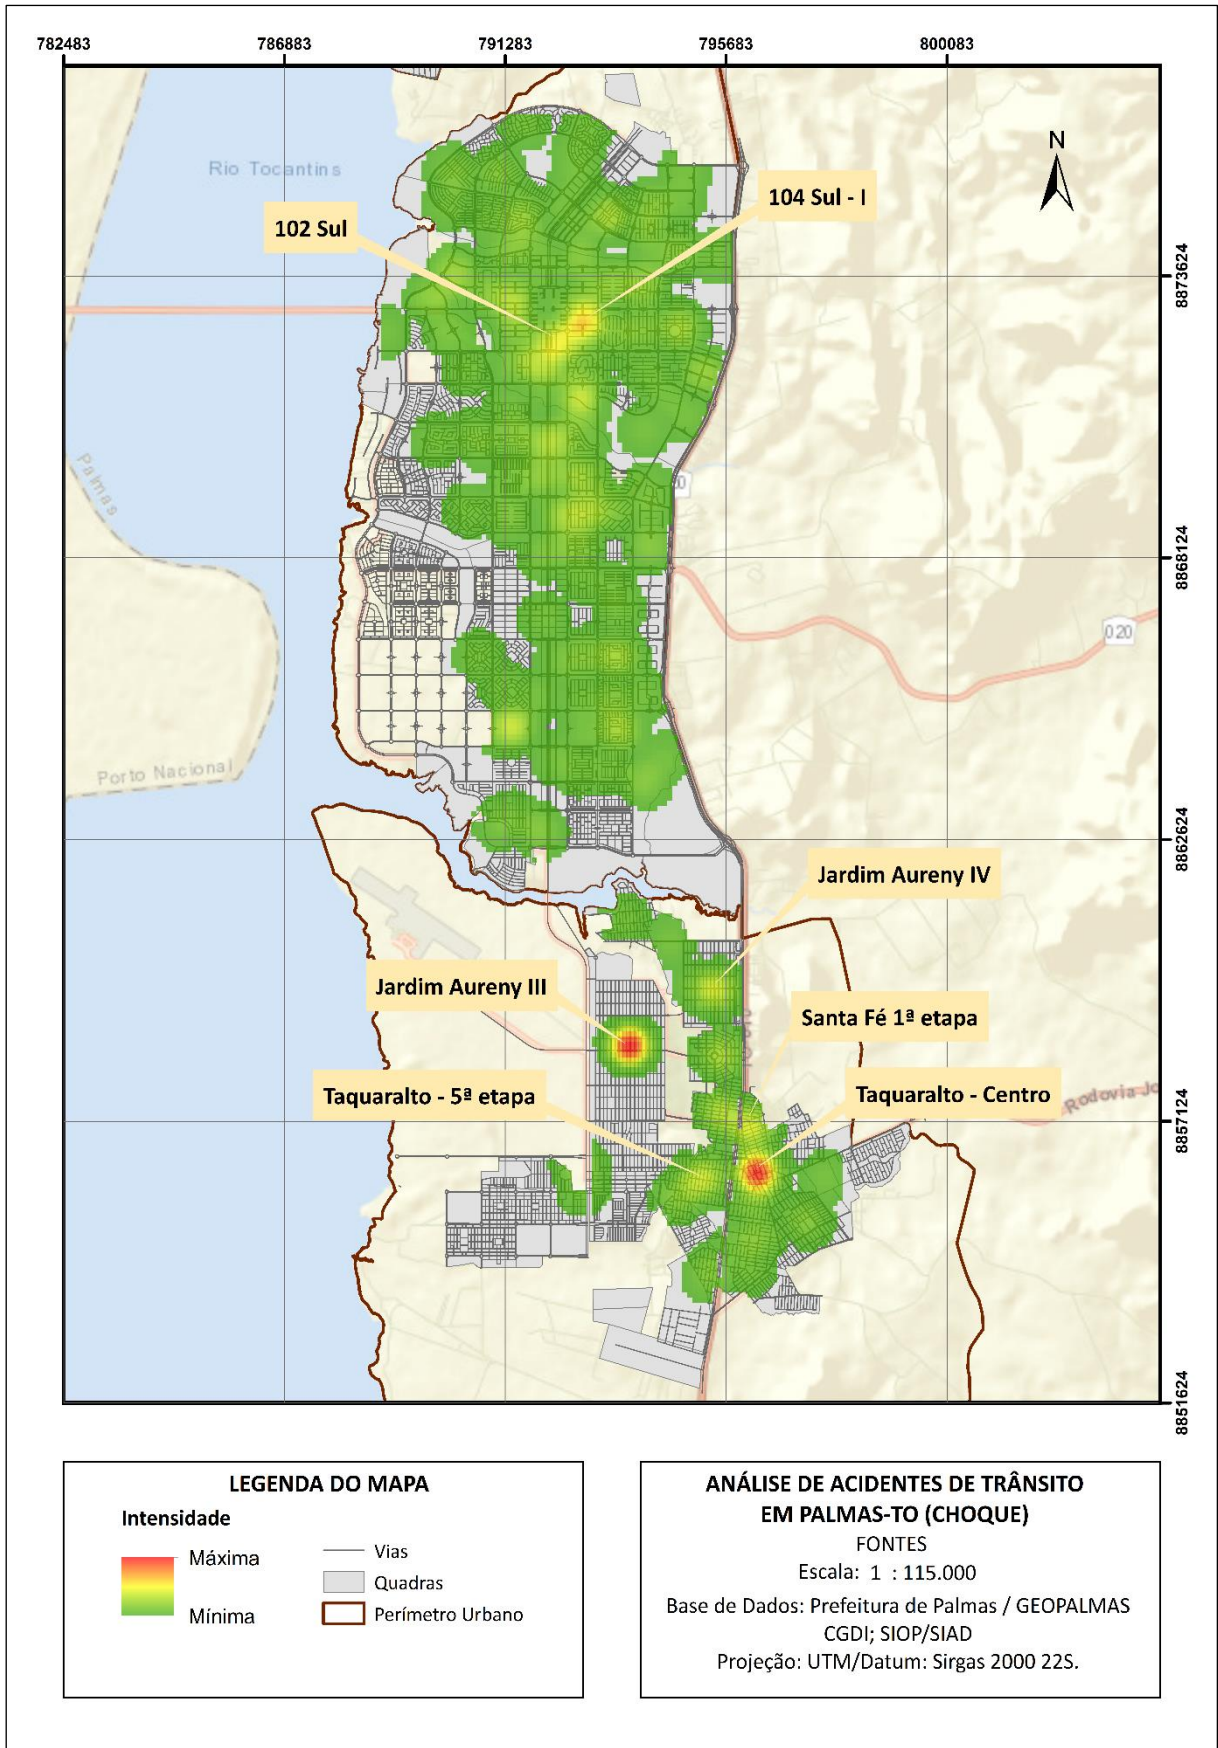 782483
786883
791283
795683
800083
N
Rio Tocantins
104 Sul - I
102 Sul
8873624
Palmas
8868124
020
Porto Nacional
8862624
Jardim Aureny IV
Jardim Aureny III
Santa Fé 1ª etapa
Taquaralto - 5ª etapa
Taquaralto - Centro
Rodovia Jo
8857124
8851624
LEGENDA DO MAPA
Intensidade
Máxima
Mínima
Vias
Quadras
Perímetro Urbano
ANÁLISE DE ACIDENTES DE TRÂNSITO
EM PALMAS-TO (CHOQUE)
FONTES
Escala: 1 : 115.000
Base de Dados: Prefeitura de Palmas / GEOPALMAS
CGDI; SIOP/SIAD
Projeção: UTM/Datum: Sirgas 2000 22S.